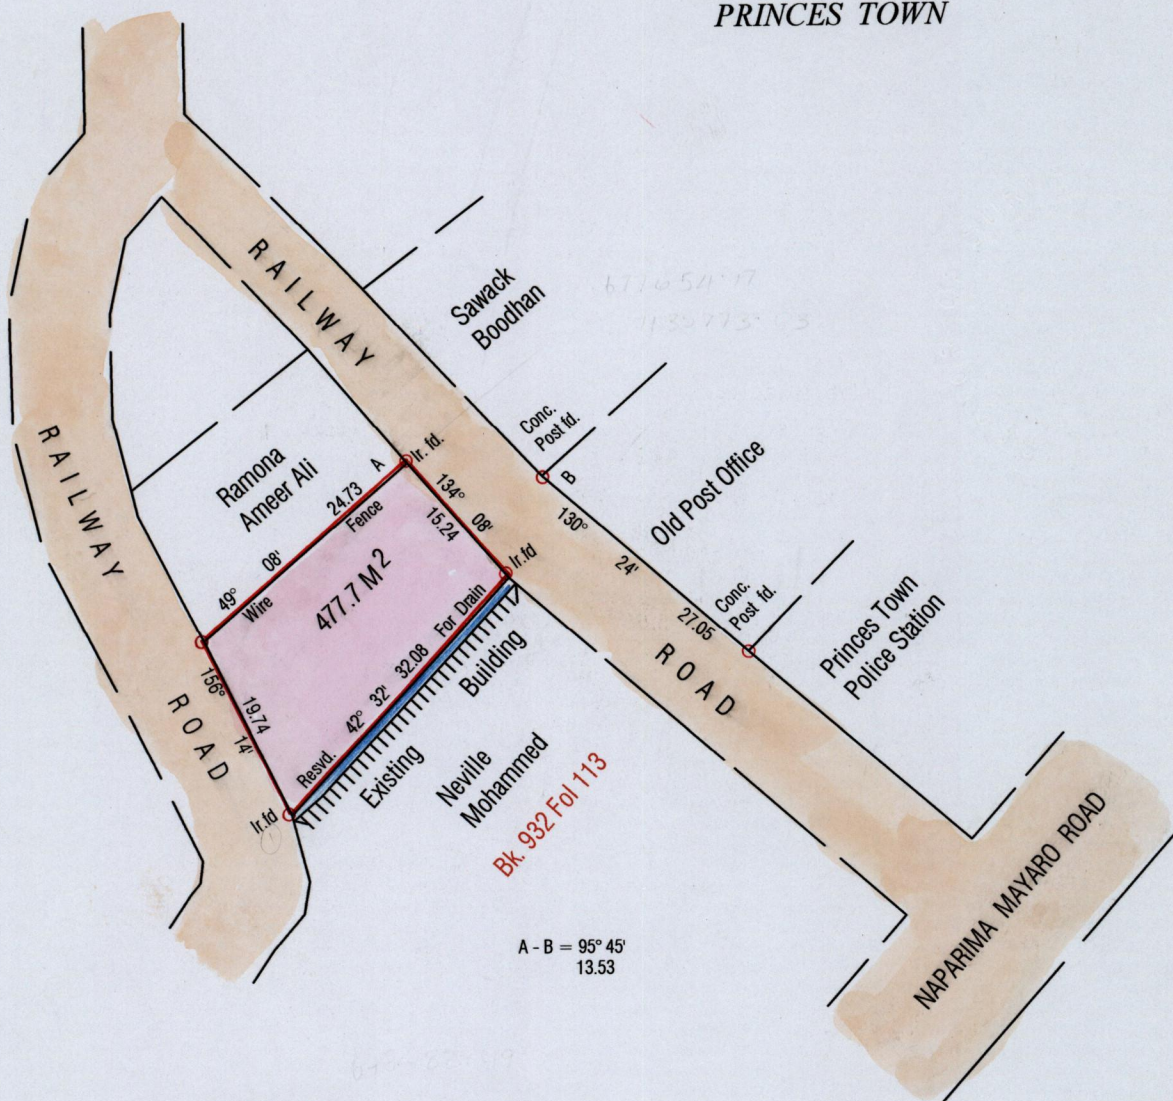 PRINCES TOWN
RAILWAY
Sawack
Boodhan
RAILWAY
Ramona
Ameer Ali
A
Ir. fd.
Conc.
Post fd.
B
24.73
Fence
49° 08'
Wire
134° 08'
15.24
477.7 M²
Ir.fd
130° 24'
27.05
Old Post Office
Conc.
Post fd.
Princes Town
Police Station
156° 14'
19.74
ROAD
Resvd. 42° 32' 32.08 For Drain
Existing Building
Ir.fd
Neville
Mohammed
Bk. 932 Fol 113
ROAD
NAPARIMA MAYARO ROAD
A - B = 95° 45'
13.53